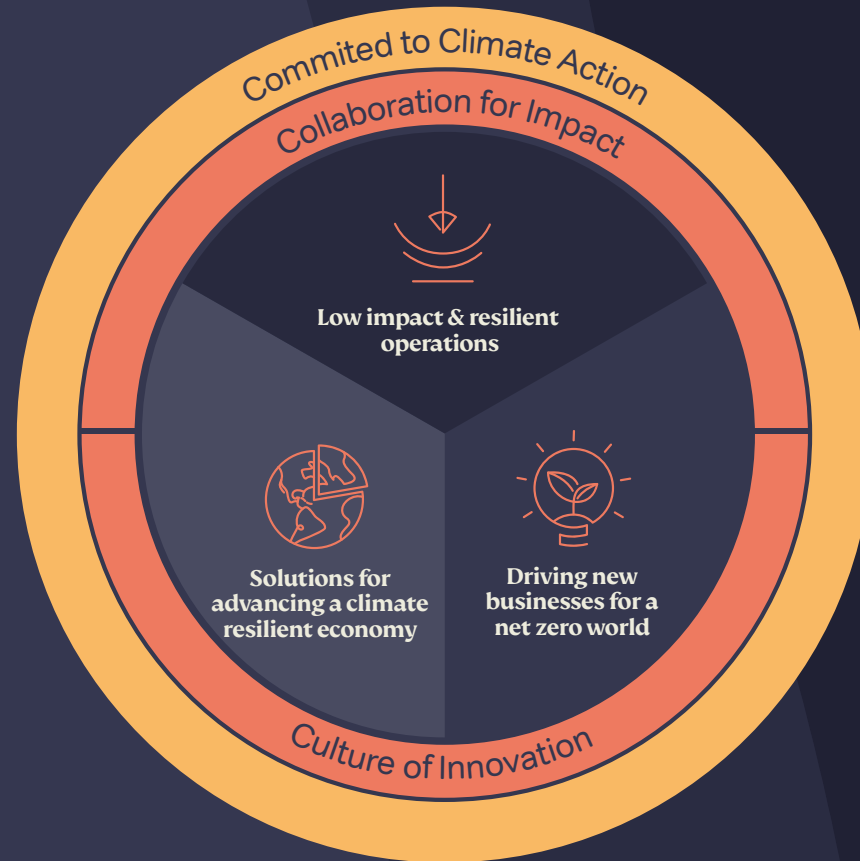 Commited to Climate Action
Collaboration for Impact
Low impact & resilient
operations
Solutions for
advancing a climate
resilient economy
Driving new
businesses for a
net zero world
Culture of Innovation